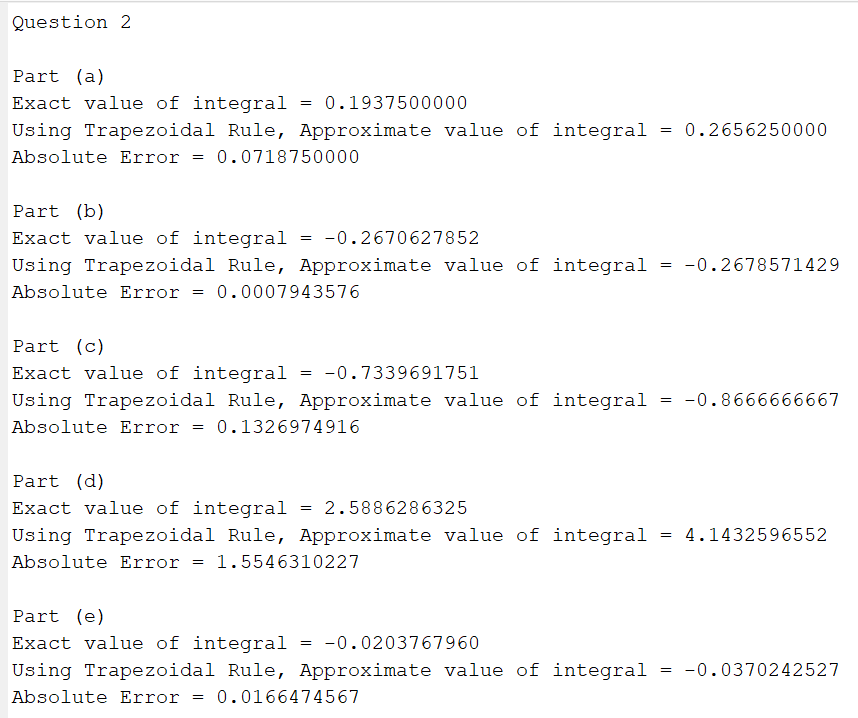 Question 2
Part (a)
Exact value of integral = 0.1937500000
Using Trapezoidal Rule, Approximate value of integral = 0.2656250000
Absolute Error = 0.0718750000
Part (b)
Exact value of integral = -0.2670627852
Using Trapezoidal Rule, Approximate value of integral = -0.2678571429
Absolute Error = 0.0007943576
Part (c)
Exact value of integral = -0.7339691751
Using Trapezoidal Rule, Approximate value of integral = -0.8666666667
Absolute Error = 0.1326974916
Part (d)
Exact value of integral = 2.5886286325
Using Trapezoidal Rule, Approximate value of integral = 4.1432596552
Absolute Error = 1.5546310227
Part (e)
Exact value of integral = -0.0203767960
Using Trapezoidal Rule, Approximate value of integral = -0.0370242527
Absolute Error = 0.0166474567